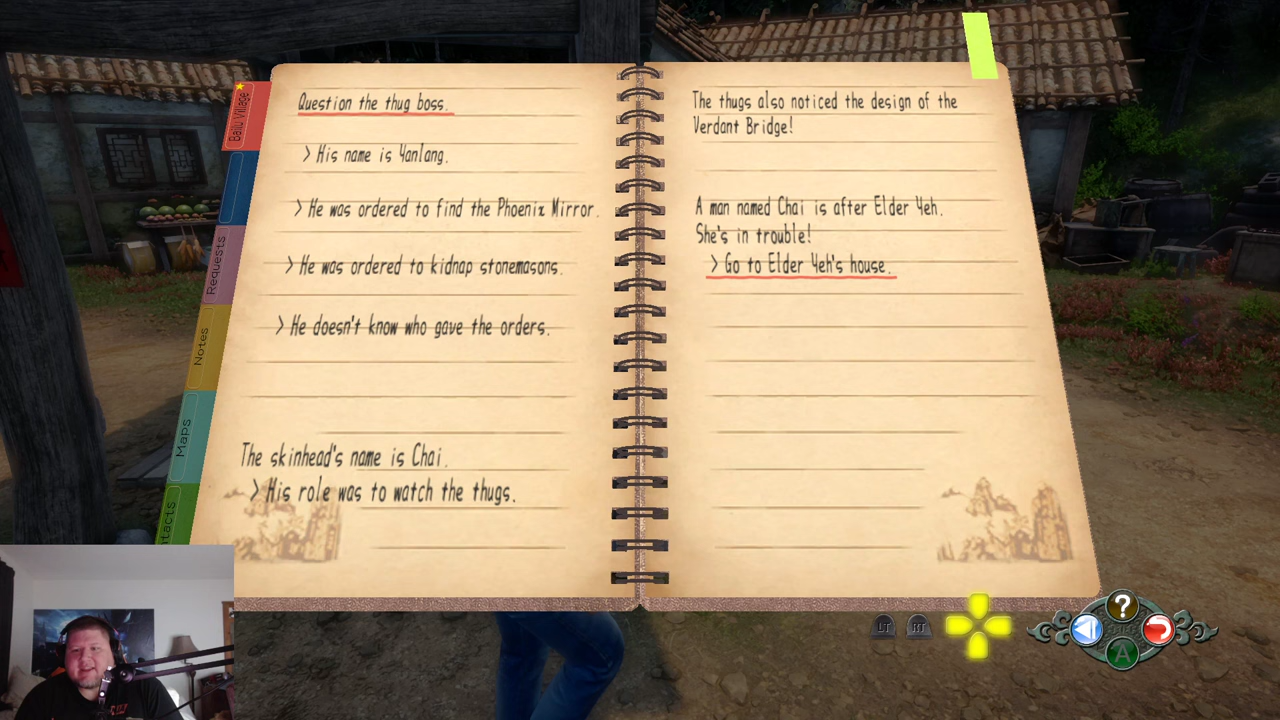 Bailu Village
Requests
Notes
Maps
Question the thug boss.
> His name is Yanlang.
> He was ordered to find the Phoenix Mirror.
> He was ordered to kidnap stonemasons.
> He doesn't know who gave the orders.
The skinhead's name is Chai.
> His role was to watch the thugs.
The thugs also noticed the design of the
Verdant Bridge!
A man named Chai is after Elder Yeh.
She's in trouble!
> Go to Elder Yeh's house.
LT RT ? A